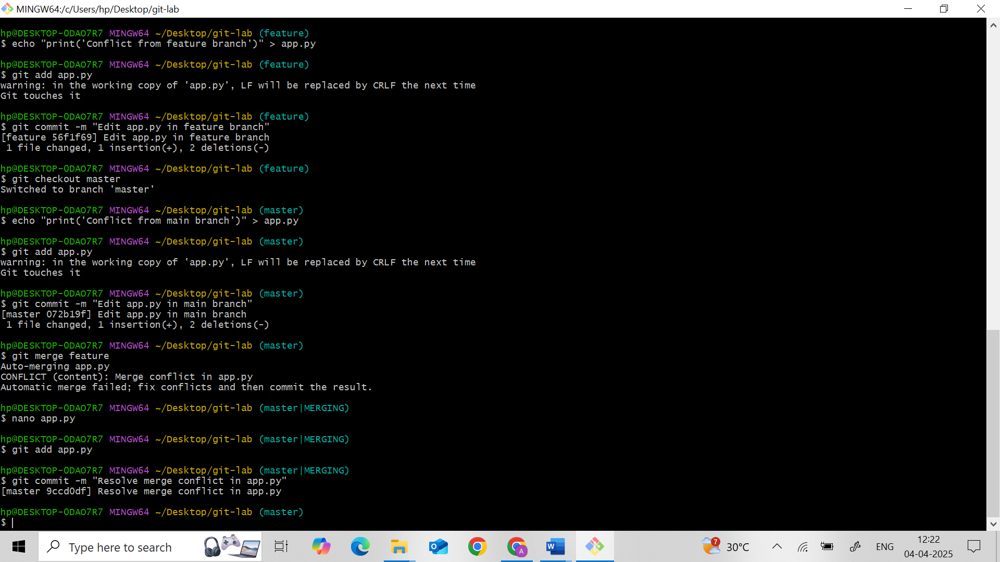 MINGW64:/c/Users/hp/Desktop/git-lab
hp@DESKTOP-ODAO7R7 MINGW64 ~/Desktop/git-lab (feature)
$ echo "print('Conflict from feature branch')" > app.py
hp@DESKTOP-ODAO7R7 MINGW64 ~/Desktop/git-lab (feature)
$ git add app.py
warning: in the working copy of 'app.py', LF will be replaced by CRLF the next time
Git touches it
hp@DESKTOP-ODAO7R7 MINGW64 ~/Desktop/git-lab (feature)
$ git commit -m "Edit app.py in feature branch"
[feature 56f1f69] Edit app.py in feature branch
 1 file changed, 1 insertion(+), 2 deletions(-)
hp@DESKTOP-ODAO7R7 MINGW64 ~/Desktop/git-lab (feature)
$ git checkout master
Switched to branch 'master'
hp@DESKTOP-ODAO7R7 MINGW64 ~/Desktop/git-lab (master)
$ echo "print('Conflict from main branch')" > app.py
hp@DESKTOP-ODAO7R7 MINGW64 ~/Desktop/git-lab (master)
$ git add app.py
warning: in the working copy of 'app.py', LF will be replaced by CRLF the next time
Git touches it
hp@DESKTOP-ODAO7R7 MINGW64 ~/Desktop/git-lab (master)
$ git commit -m "Edit app.py in main branch"
[master 072b19f] Edit app.py in main branch
 1 file changed, 1 insertion(+), 2 deletions(-)
hp@DESKTOP-ODAO7R7 MINGW64 ~/Desktop/git-lab (master)
$ git merge feature
Auto-merging app.py
CONFLICT (content): Merge conflict in app.py
Automatic merge failed; fix conflicts and then commit the result.
hp@DESKTOP-ODAO7R7 MINGW64 ~/Desktop/git-lab (master|MERGING)
$ nano app.py
hp@DESKTOP-ODAO7R7 MINGW64 ~/Desktop/git-lab (master|MERGING)
$ git add app.py
hp@DESKTOP-ODAO7R7 MINGW64 ~/Desktop/git-lab (master|MERGING)
$ git commit -m "Resolve merge conflict in app.py"
[master 9ccd0df] Resolve merge conflict in app.py
hp@DESKTOP-ODAO7R7 MINGW64 ~/Desktop/git-lab (master)
$
Type here to search
7
30°C
ENG
12:22
04-04-2025